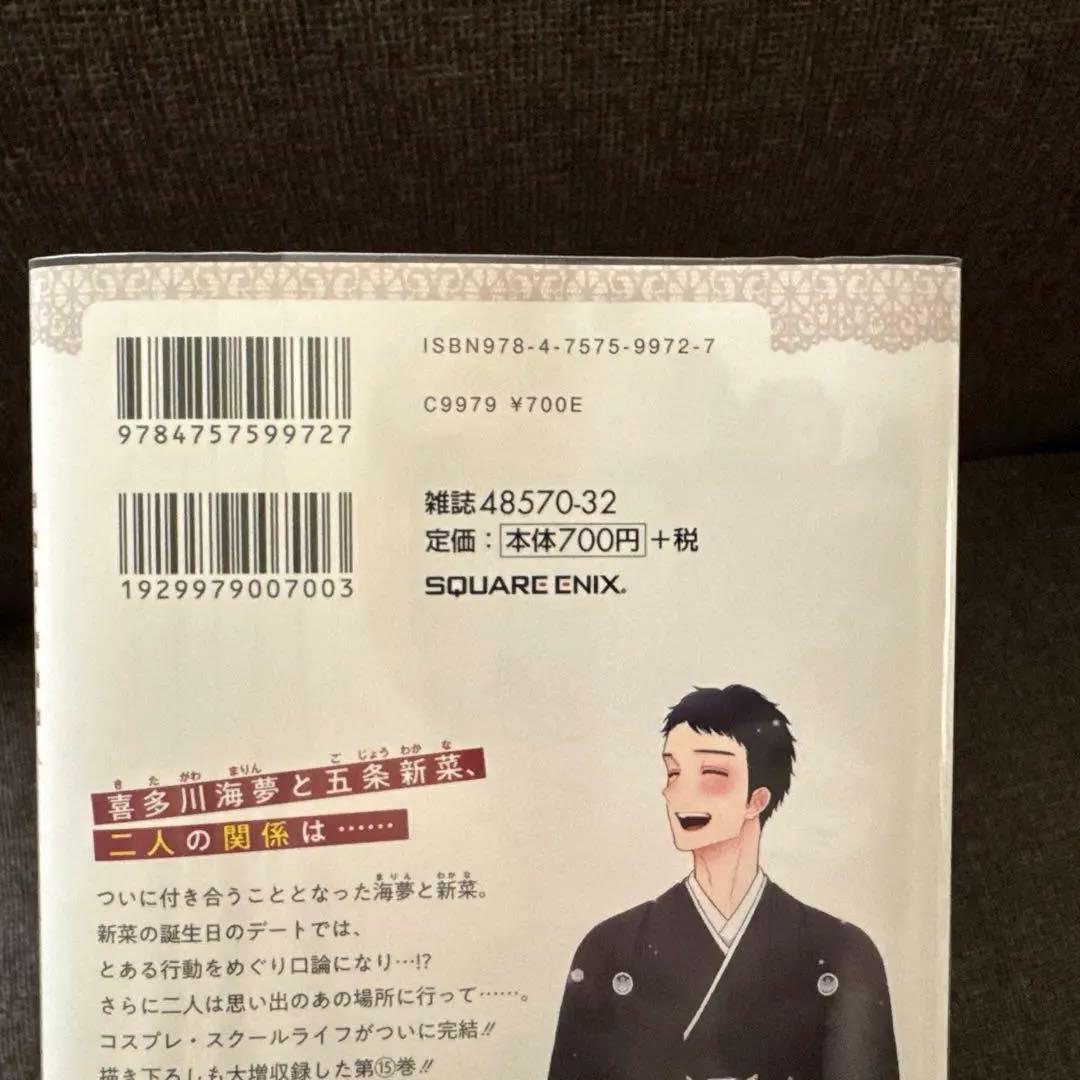 9784757599727
ISBN978-4-7575-9972-7
C9979 ¥700E
1929979007003
雑誌48570-32
定価：本体700円+税
SQUARE ENIX.
きたがわ まりん ごじょうわかな
喜多川海夢と五条新菜、
二人の関係は……
まりん わかな
ついに付き合うこととなった海夢と新菜。
新菜の誕生日のデートでは、
とある行動をめぐり口論になり…!?
さらに二人は思い出のあの場所に行って……。
コスプレ・スクールライフがついに完結!!
描き下ろしも大増収録した第⑮巻!!